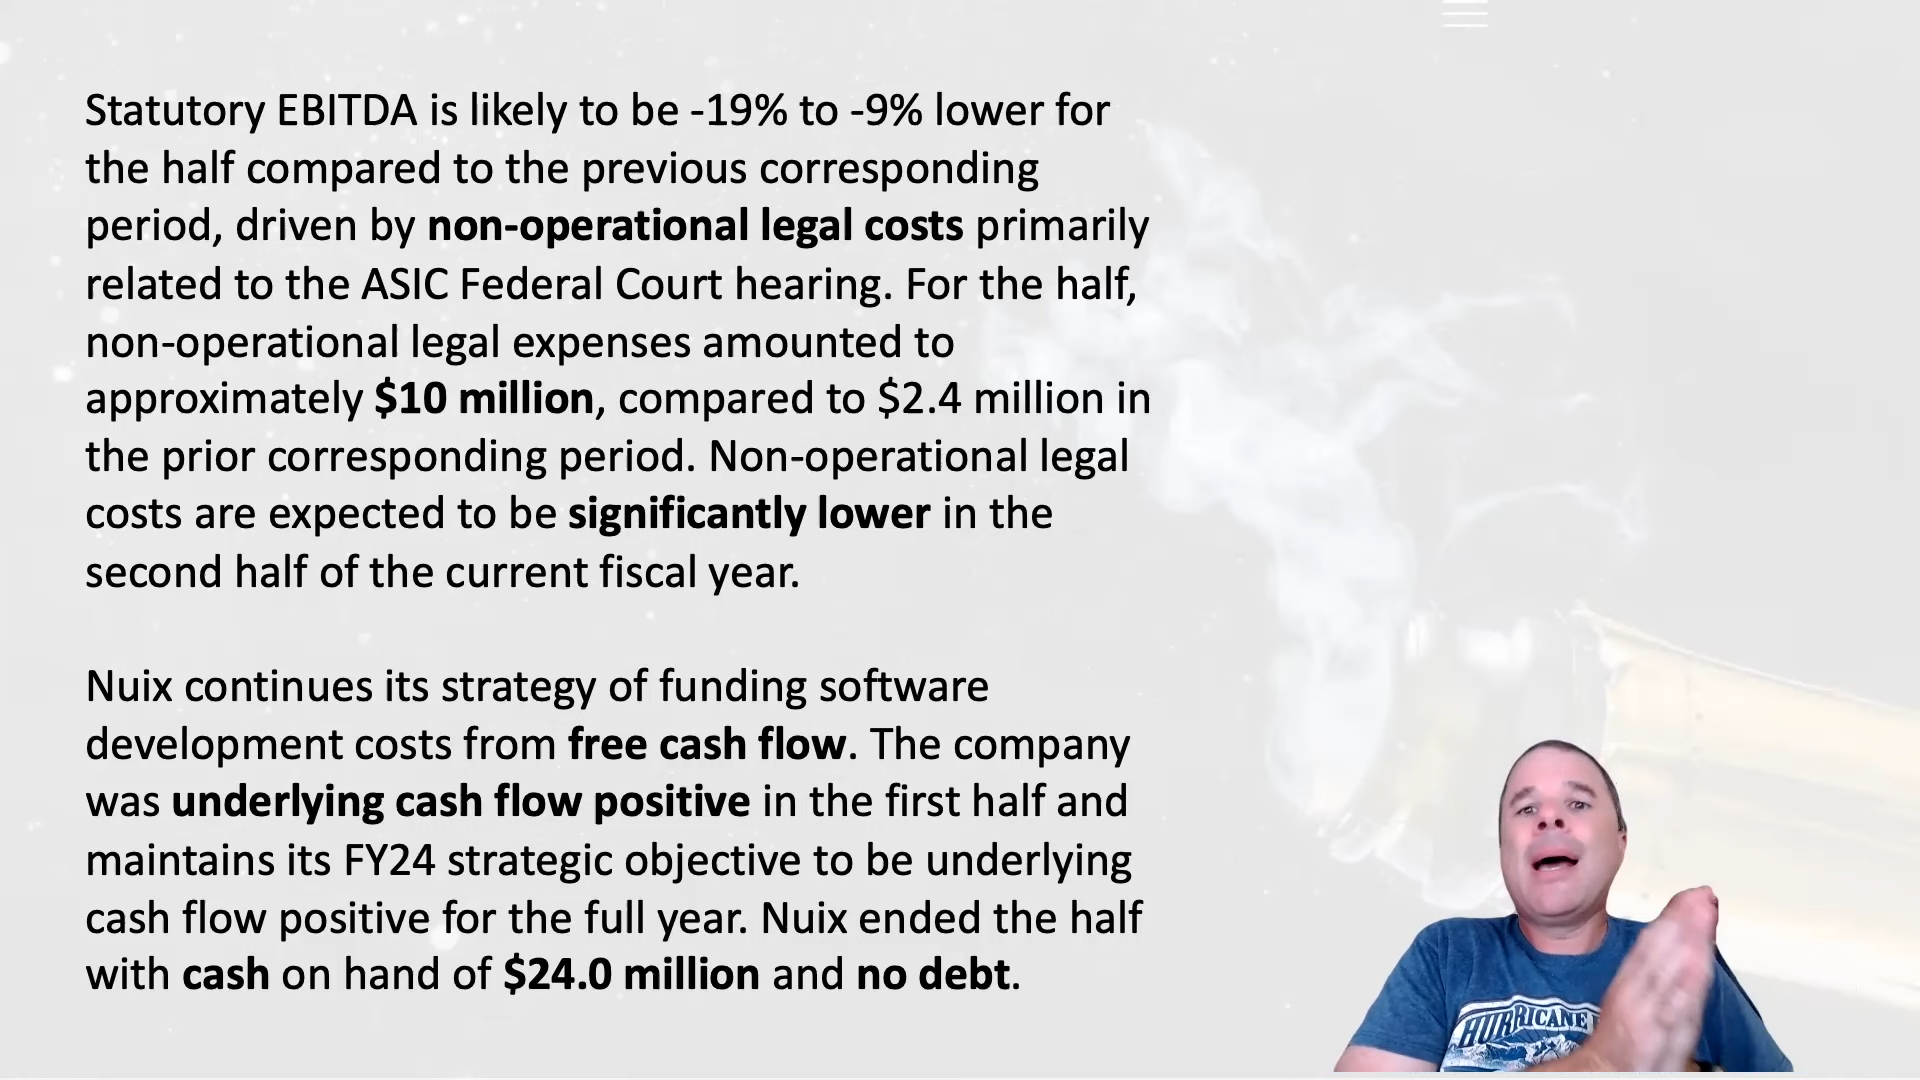 Statutory EBITDA is likely to be -19% to -9% lower for
the half compared to the previous corresponding
period, driven by non-operational legal costs primarily
related to the ASIC Federal Court hearing. For the half,
non-operational legal expenses amounted to
approximately $10 million, compared to $2.4 million in
the prior corresponding period. Non-operational legal
costs are expected to be significantly lower in the
second half of the current fiscal year.
Nuix continues its strategy of funding software
development costs from free cash flow. The company
was underlying cash flow positive in the first half and
maintains its FY24 strategic objective to be underlying
cash flow positive for the full year. Nuix ended the half
with cash on hand of $24.0 million and no debt.
HURRICANE